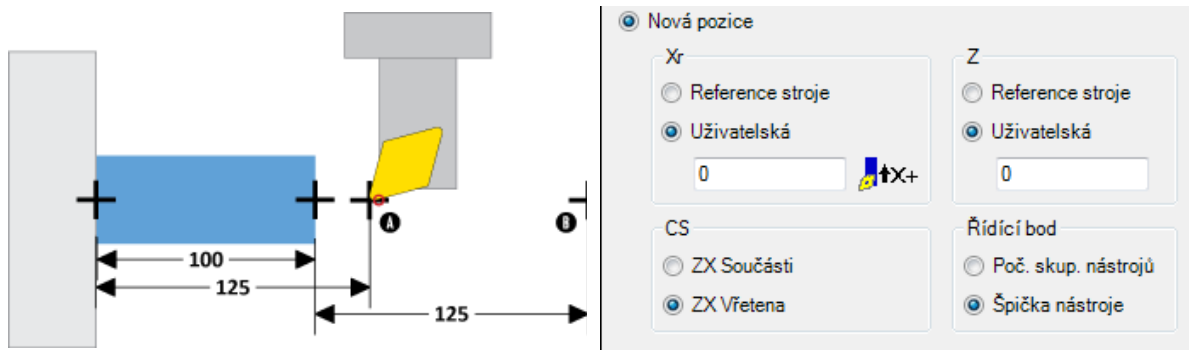 A
B
100
125
125
Nová pozice
Xr
Reference stroje
Uživatelská
0
X+
Z
Reference stroje
Uživatelská
0
CS
ZX Součásti
ZX Vřetena
Řídící bod
Poč. skup. nástrojů
Špička nástroje